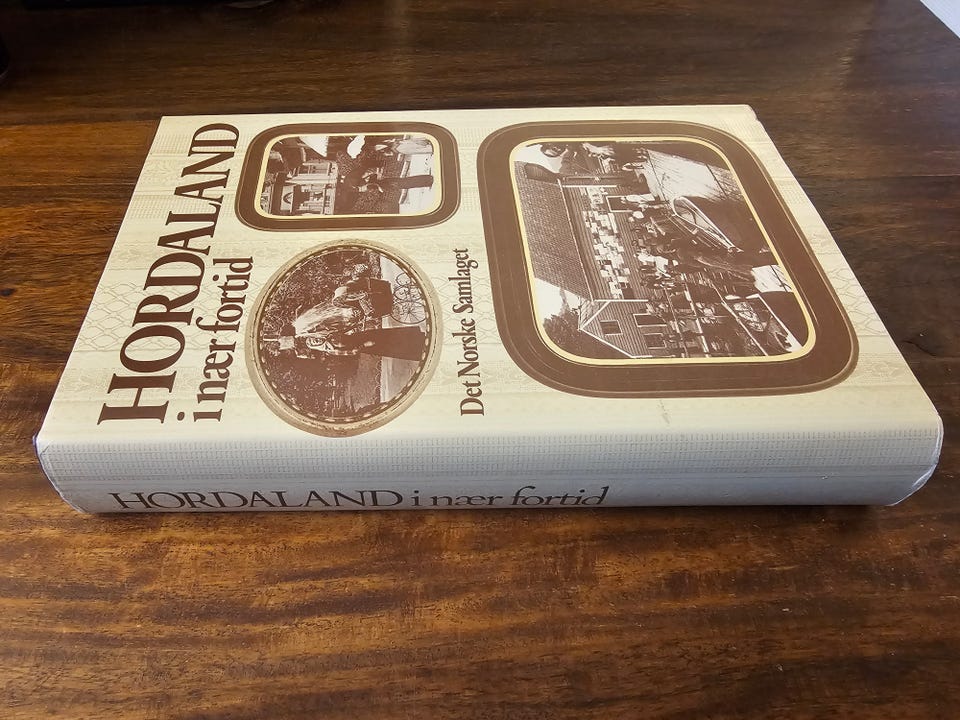 HORDALAND
i nær fortid
Det Norske Samlaget
HORDALAND i nær fortid